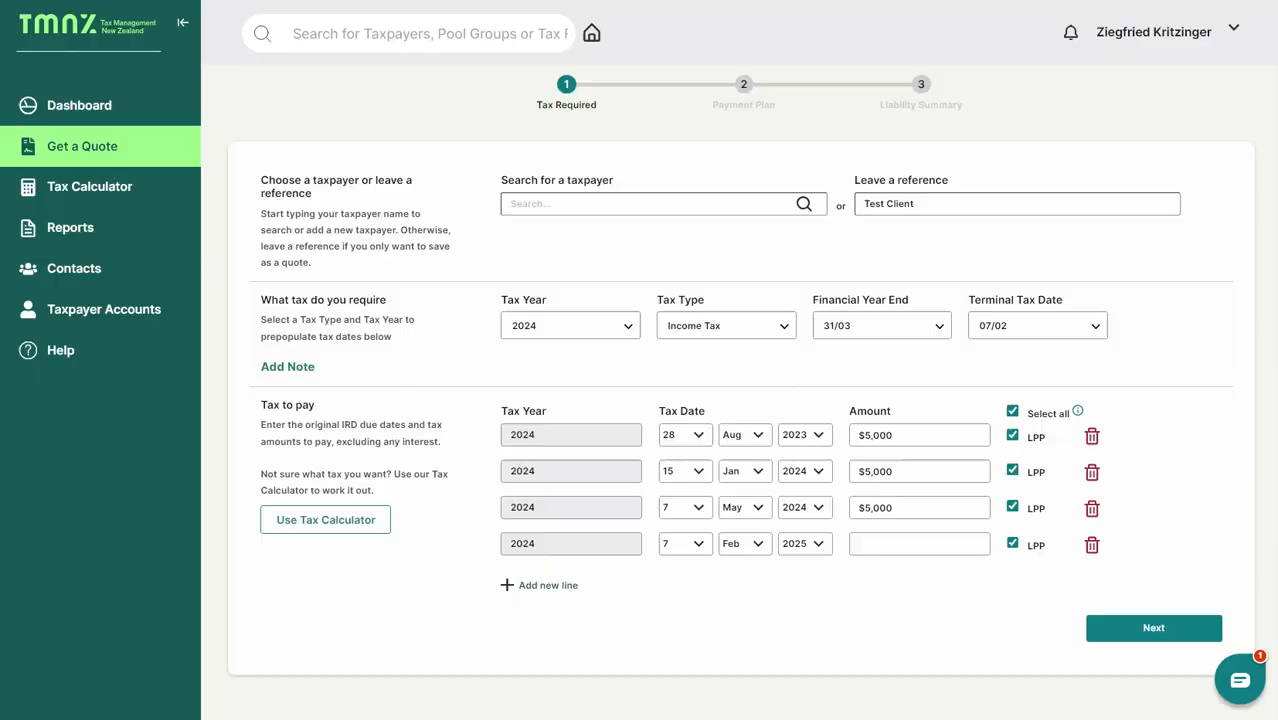 TMNZ Tax Management
New Zealand
Search for Taxpayers, Pool Groups or Tax F
Ziegfried Kritzinger
Dashboard
Get a Quote
Tax Calculator
Reports
Contacts
Taxpayer Accounts
Help
1 2 3
Tax Required Payment Plan Liability Summary
Choose a taxpayer or leave a
reference
Start typing your taxpayer name to
search or add a new taxpayer. Otherwise,
leave a reference if you only want to save
as a quote.
Search for a taxpayer
Search...
or
Leave a reference
Test Client
What tax do you require
Select a Tax Type and Tax Year to
prepopulate tax dates below
Add Note
Tax Year Tax Type Financial Year End Terminal Tax Date
2024 Income Tax 31/03 07/02
Tax to pay
Enter the original IRD due dates and tax
amounts to pay, excluding any interest.
Not sure what tax you want? Use our Tax
Calculator to work it out.
Use Tax Calculator
Tax Year Tax Date Amount Select all
2024 28 Aug 2023 $5,000 LPP
2024 15 Jan 2024 $5,000 LPP
2024 7 May 2024 $5,000 LPP
2024 7 Feb 2025 LPP
Add new line
Next
1